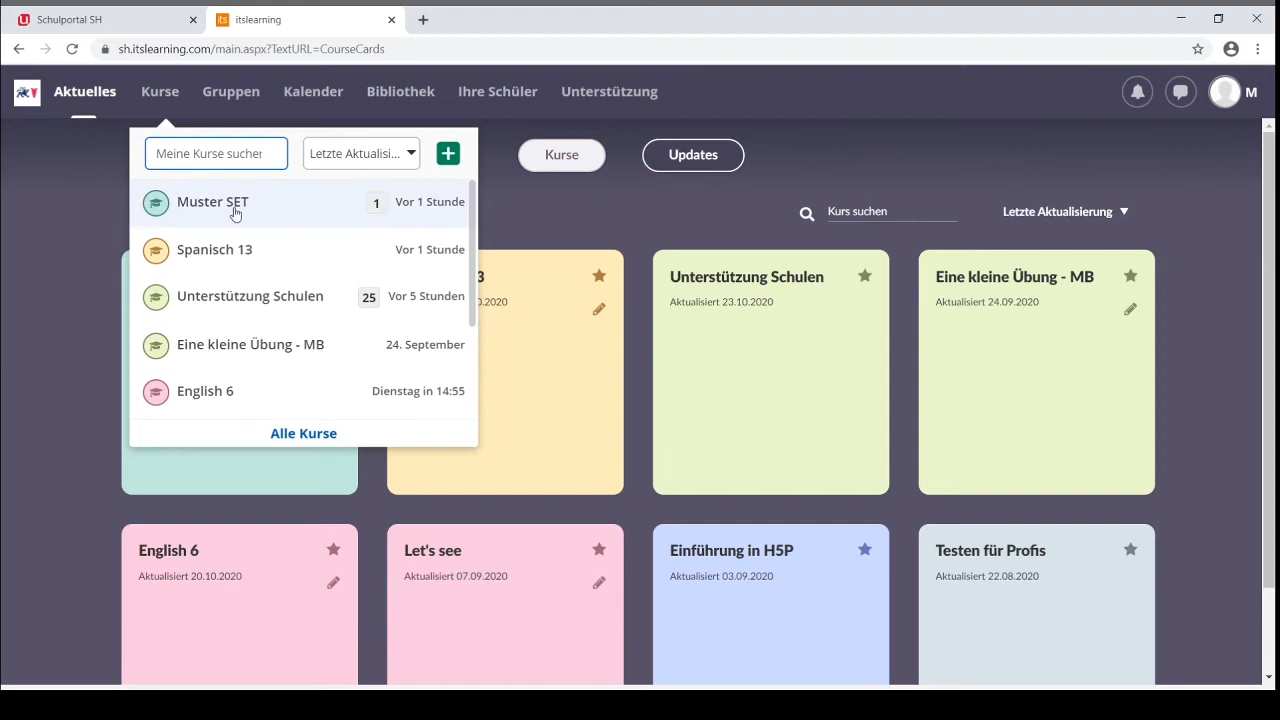 Schulportal SH
its itslearning
sh.itslearning.com/main.aspx?TextURL=CourseCards
Aktuelles Kurse Gruppen Kalender Bibliothek Ihre Schüler Unterstützung M
Meine Kurse sucher Letzte Aktualisi...
Kurse Updates
Muster SET 1 Vor 1 Stunde
Spanisch 13 Vor 1 Stunde
Unterstützung Schulen 25 Vor 5 Stunden
Eine kleine Übung - MB 24. September
English 6 Dienstag in 14:55
Alle Kurse
Kurs suchen Letzte Aktualisierung
3
0.2020
Unterstützung Schulen
Aktualisiert 23.10.2020
Eine kleine Übung - MB
Aktualisiert 24.09.2020
English 6
Aktualisiert 20.10.2020
Let's see
Aktualisiert 07.09.2020
Einführung in H5P
Aktualisiert 03.09.2020
Testen für Profis
Aktualisiert 22.08.2020